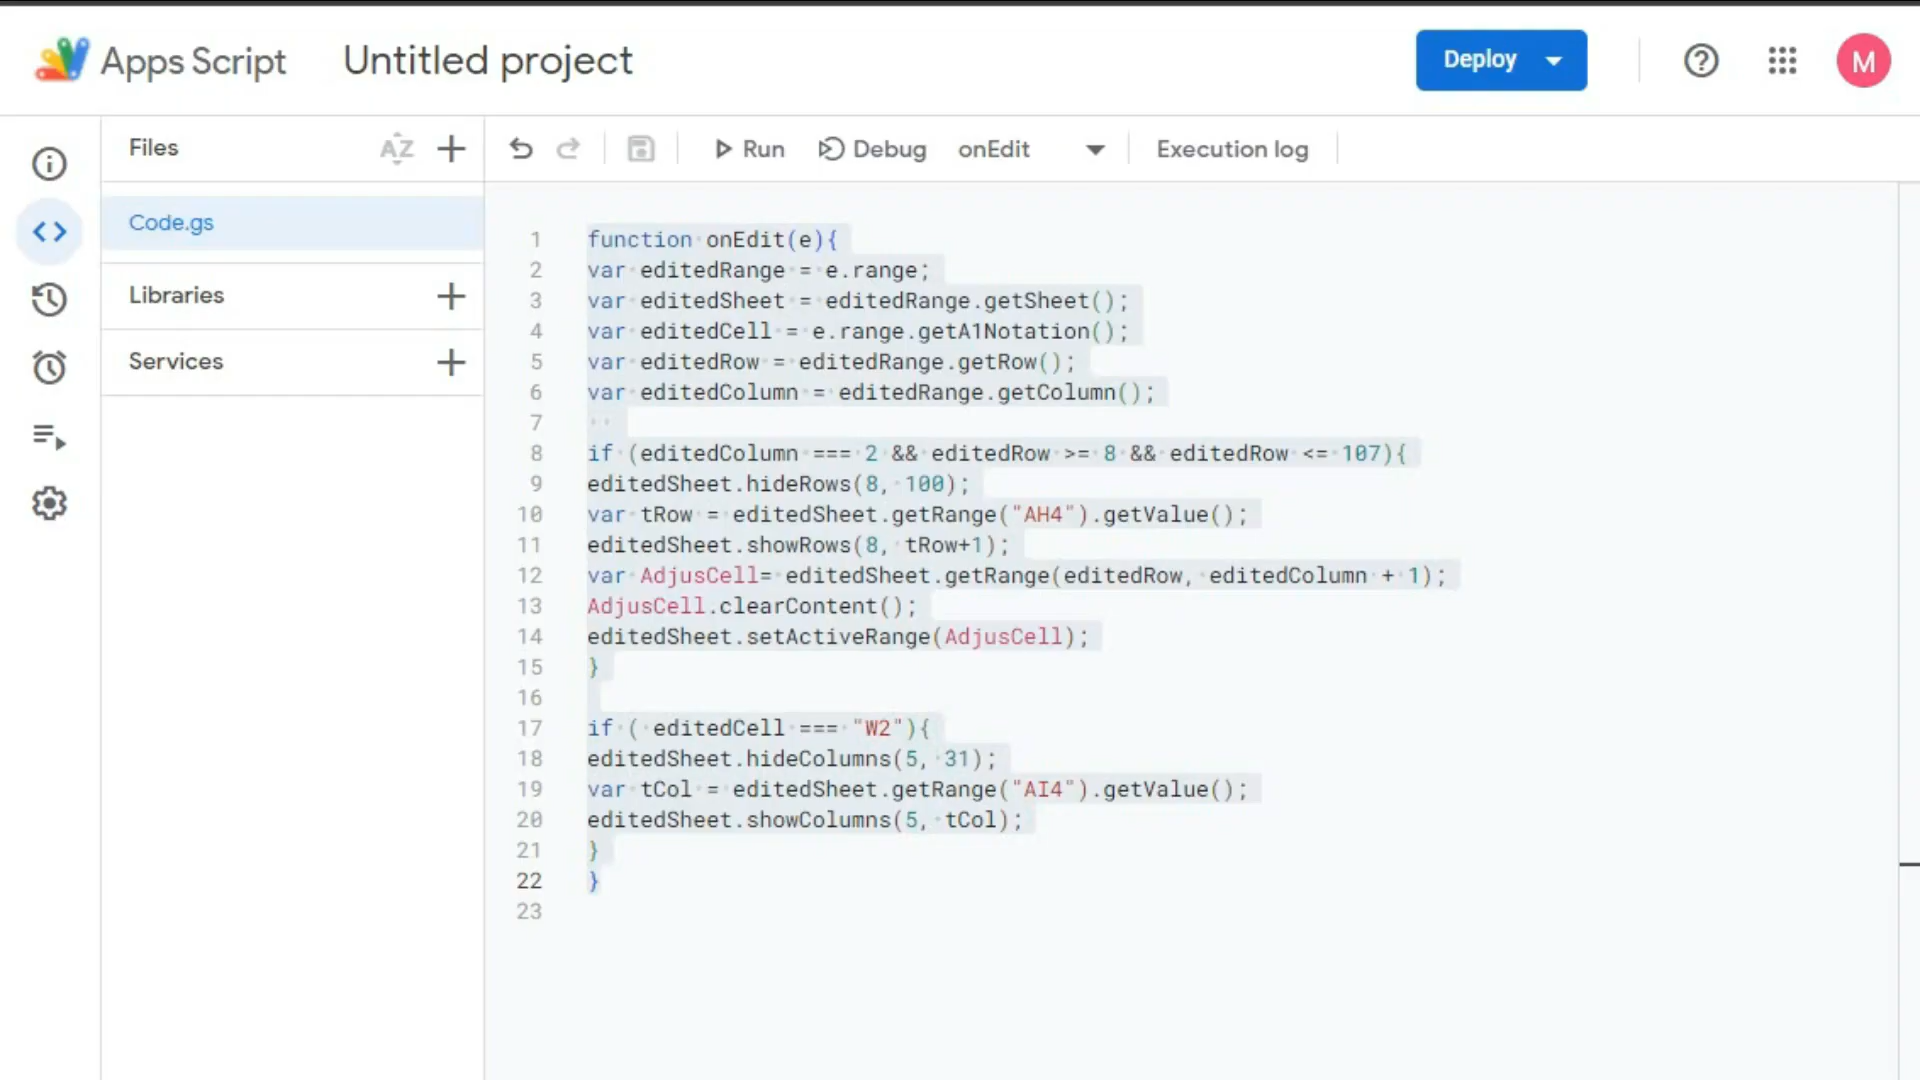 Apps Script Untitled project Deploy M
Files AZ Run Debug onEdit Execution log
Code.gs
Libraries
Services
1 function onEdit(e){
2 var editedRange = e.range;
3 var editedSheet = editedRange.getSheet();
4 var editedCell = e.range.getA1Notation();
5 var editedRow = editedRange.getRow();
6 var editedColumn = editedRange.getColumn();
7
8 if (editedColumn === 2 && editedRow >= 8 && editedRow <= 107){
9 editedSheet.hideRows(8, 100);
10 var tRow = editedSheet.getRange("AH4").getValue();
11 editedSheet.showRows(8, tRow+1);
12 var AdjusCell= editedSheet.getRange(editedRow, editedColumn + 1);
13 AdjusCell.clearContent();
14 editedSheet.setActiveRange(AdjusCell);
15 }
16
17 if ( editedCell === "W2"){
18 editedSheet.hideColumns(5, 31);
19 var tCol = editedSheet.getRange("AI4").getValue();
20 editedSheet.showColumns(5, tCol);
21 }
22 }
23